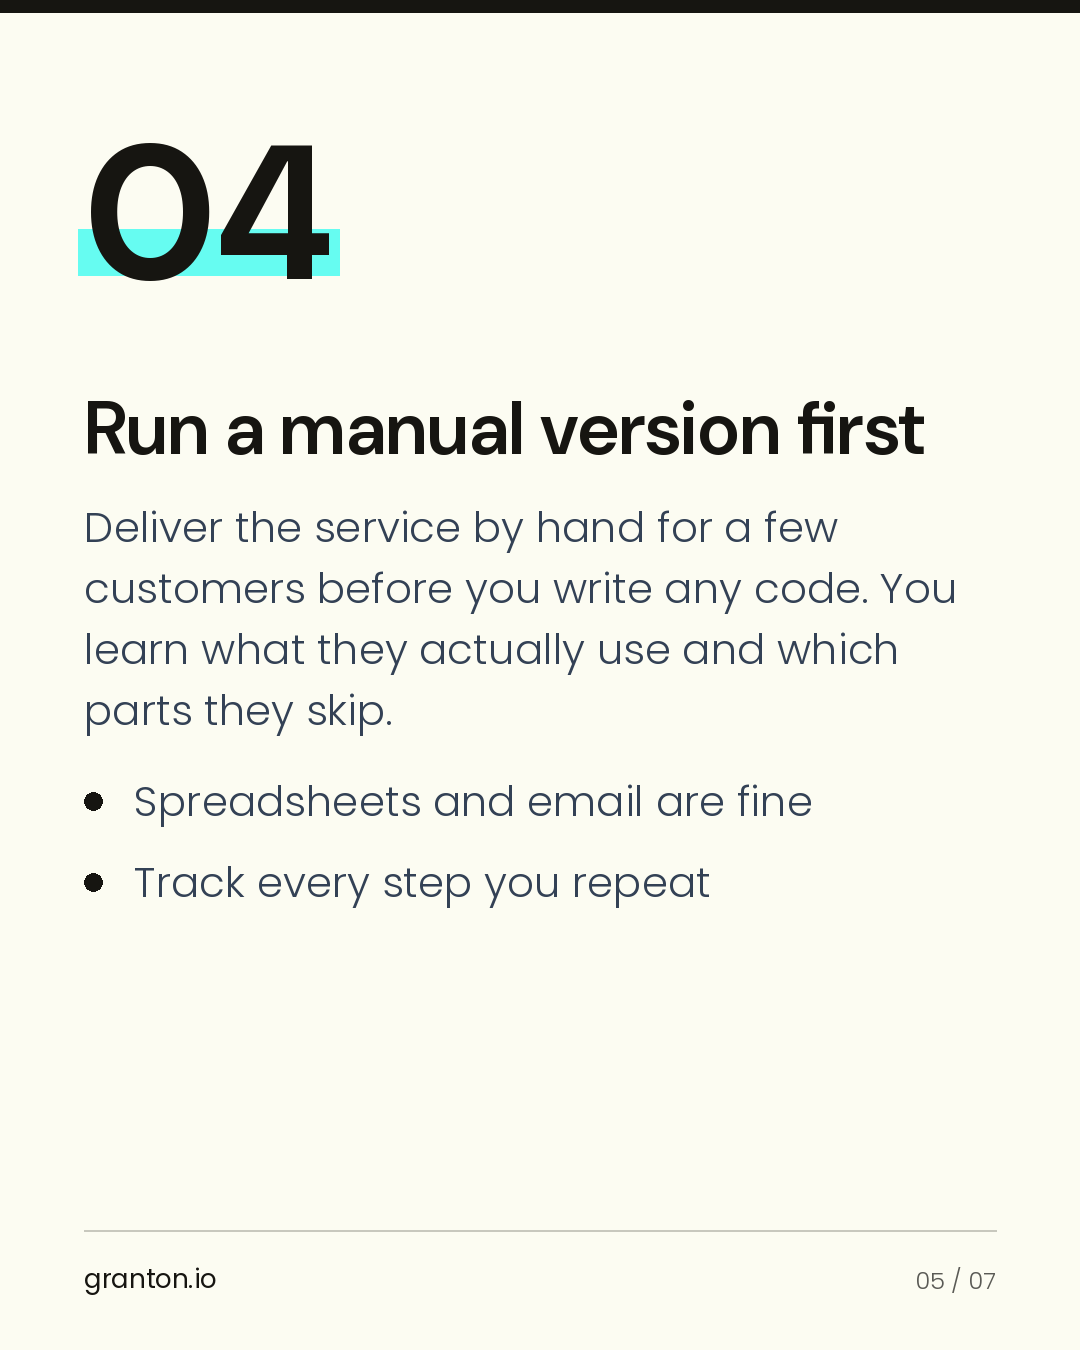 04
Run a manual version first
Deliver the service by hand for a few
customers before you write any code. You
learn what they actually use and which
parts they skip.
• Spreadsheets and email are fine
• Track every step you repeat
granton.io
05 / 07